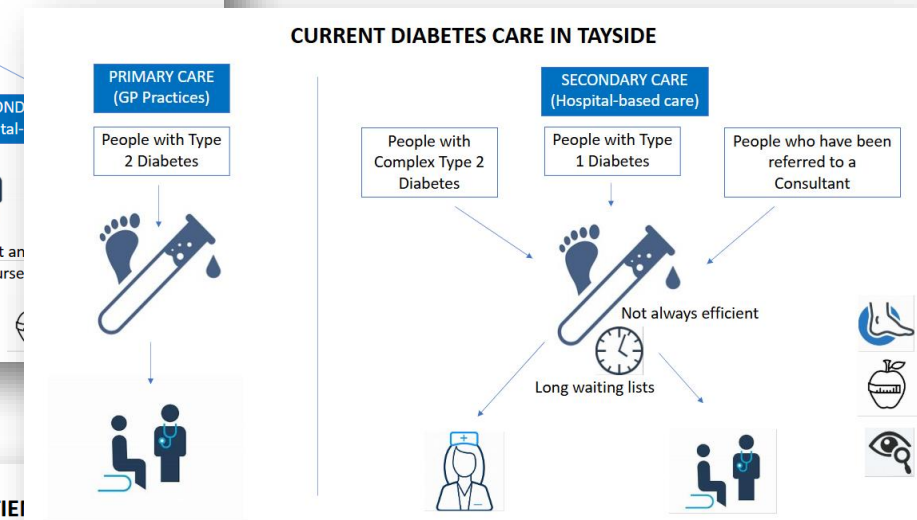 CURRENT DIABETES CARE IN TAYSIDE
PRIMARY CARE
(GP Practices)
People with Type
2 Diabetes
SECONDARY CARE
(Hospital-based care)
People with
Complex Type 2
Diabetes
People with Type
1 Diabetes
People who have been
referred to a
Consultant
Not always efficient
Long waiting lists